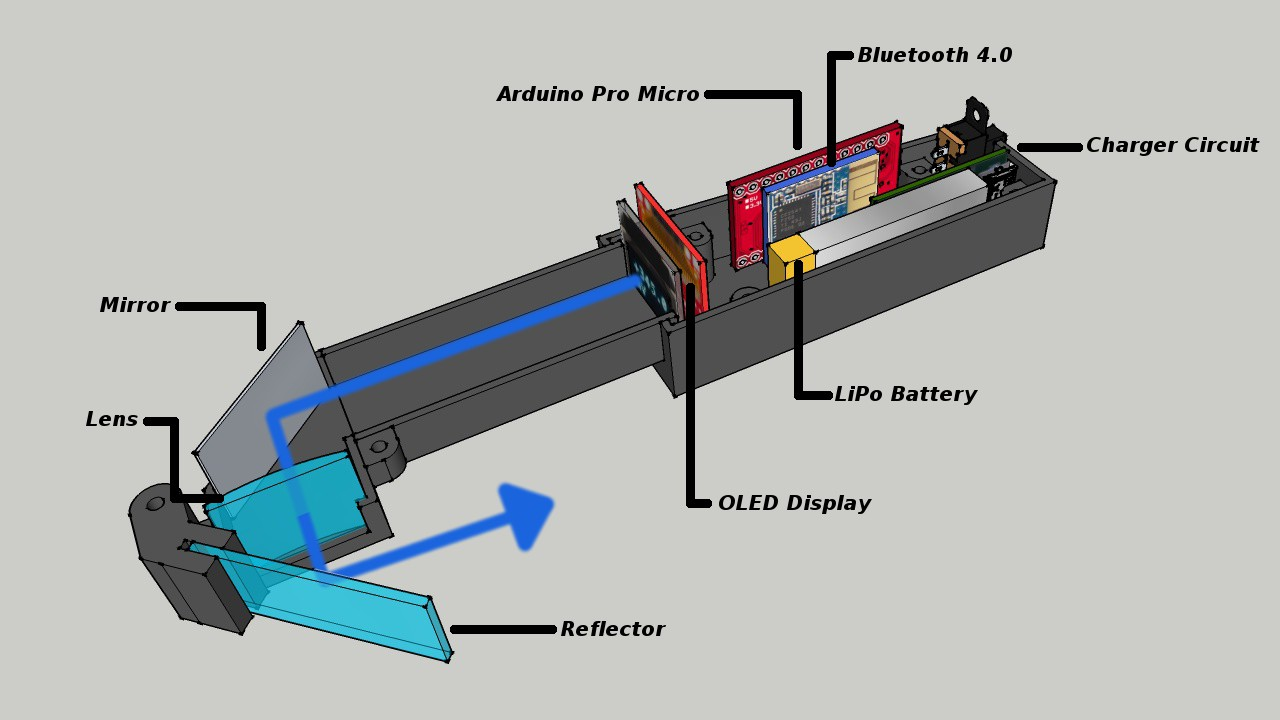 Bluetooth 4.0
Arduino Pro Micro
Charger Circuit
Mirror
LiPo Battery
Lens
OLED Display
Reflector